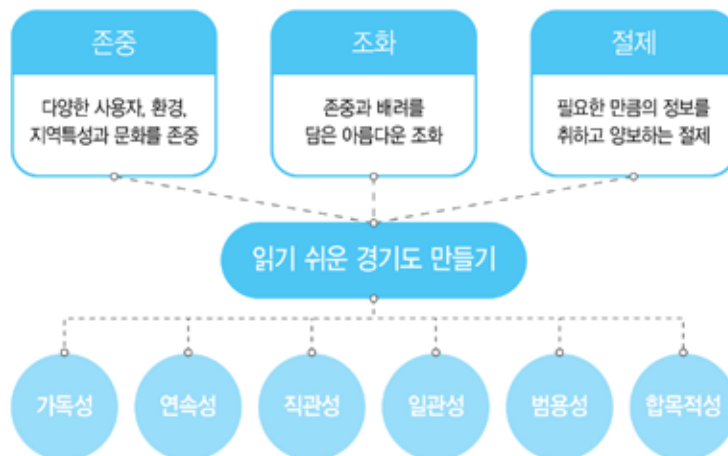 존중
다양한 사용자, 환경,
지역특성과 문화를 존중
조화
존중과 배려를
담은 아름다운 조화
절제
필요한 만큼의 정보를
취하고 양보하는 절제
읽기 쉬운 경기도 만들기
가독성
연속성
직관성
일관성
범용성
합목적성